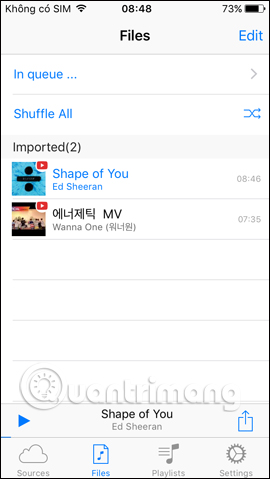 Không có SIM 08:48 73%
Files Edit
In queue ...
Shuffle All
Imported(2)
Shape of You
Ed Sheeran
08:46
에너제틱 MV
Wanna One (워너원)
07:35
Quantrimang
Shape of You
Ed Sheeran
Sources Files Playlists Settings